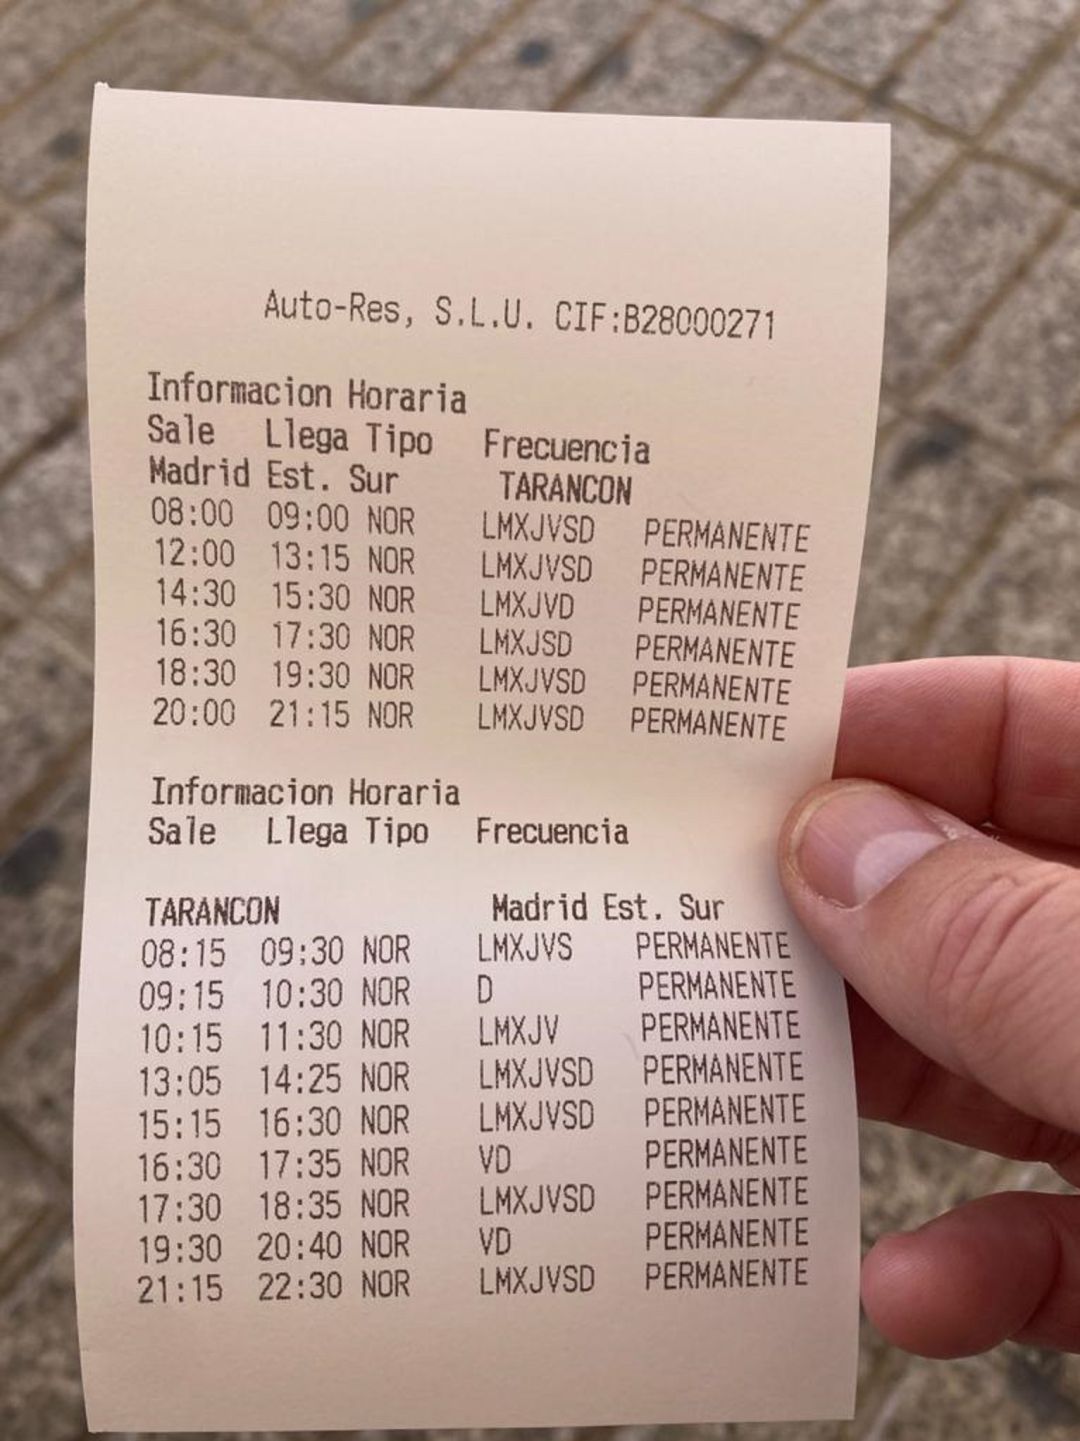 Auto-Res, S.L.U. CIF:B28000271
Informacion Horaria
Sale Llega Tipo Frecuencia
Madrid Est. Sur TARANCON
08:00 09:00 NOR LMXJVSD PERMANENTE
12:00 13:15 NOR LMXJVSD PERMANENTE
14:30 15:30 NOR LMXJVD PERMANENTE
16:30 17:30 NOR LMXJSD PERMANENTE
18:30 19:30 NOR LMXJVSD PERMANENTE
20:00 21:15 NOR LMXJVSD PERMANENTE
Informacion Horaria
Sale Llega Tipo Frecuencia
TARANCON Madrid Est. Sur
08:15 09:30 NOR LMXJVS PERMANENTE
09:15 10:30 NOR D PERMANENTE
10:15 11:30 NOR LMXJV PERMANENTE
13:05 14:25 NOR LMXJVSD PERMANENTE
15:15 16:30 NOR LMXJVSD PERMANENTE
16:30 17:35 NOR VD PERMANENTE
17:30 18:35 NOR LMXJVSD PERMANENTE
19:30 20:40 NOR VD PERMANENTE
21:15 22:30 NOR LMXJVSD PERMANENTE